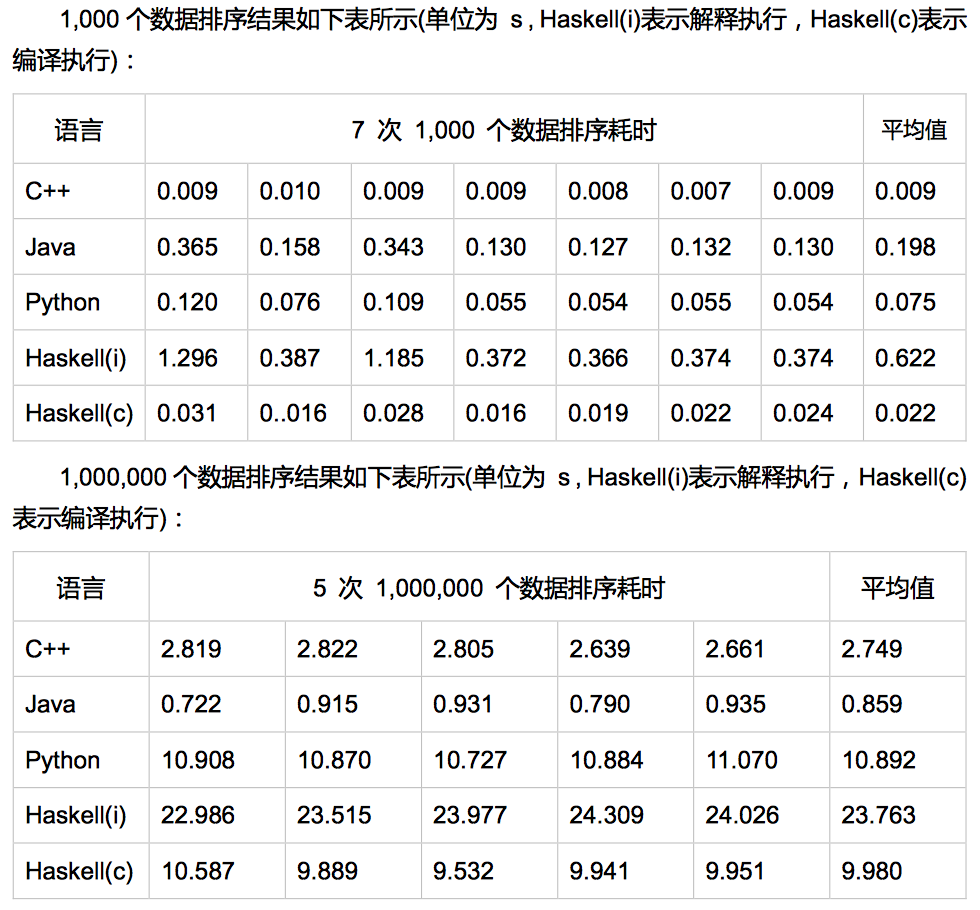 1,000 个数据排序结果如下表所示(单位为 s , Haskell(i)表示解释执行，Haskell(c)表示
编译执行)：
语言 7 次 1,000 个数据排序耗时 平均值
C++ 0.009 0.010 0.009 0.009 0.008 0.007 0.009 0.009
Java 0.365 0.158 0.343 0.130 0.127 0.132 0.130 0.198
Python 0.120 0.076 0.109 0.055 0.054 0.055 0.054 0.075
Haskell(i) 1.296 0.387 1.185 0.372 0.366 0.374 0.374 0.622
Haskell(c) 0.031 0..016 0.028 0.016 0.019 0.022 0.024 0.022
1,000,000 个数据排序结果如下表所示(单位为 s , Haskell(i)表示解释执行，Haskell(c)
表示编译执行)：
语言 5 次 1,000,000 个数据排序耗时 平均值
C++ 2.819 2.822 2.805 2.639 2.661 2.749
Java 0.722 0.915 0.931 0.790 0.935 0.859
Python 10.908 10.870 10.727 10.884 11.070 10.892
Haskell(i) 22.986 23.515 23.977 24.309 24.026 23.763
Haskell(c) 10.587 9.889 9.532 9.941 9.951 9.980